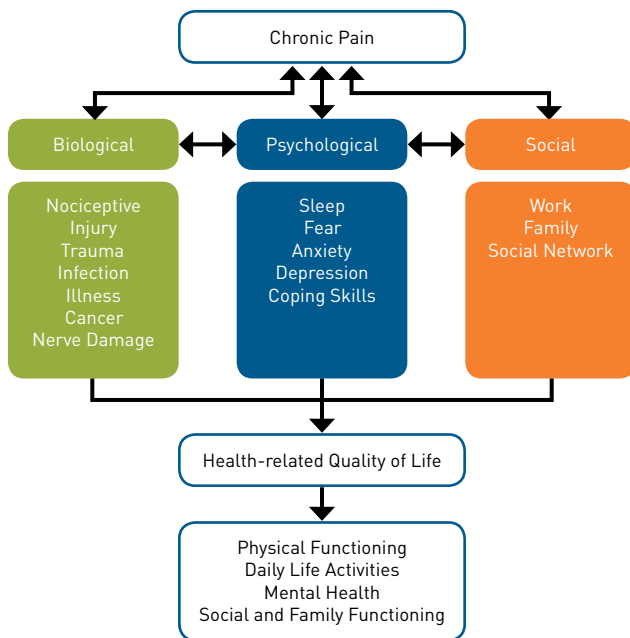 Chronic Pain
Biological
Psychological
Social
Nociceptive
Injury
Trauma
Infection
Illness
Cancer
Nerve Damage
Sleep
Fear
Anxiety
Depression
Coping Skills
Work
Family
Social Network
Health-related Quality of Life
Physical Functioning
Daily Life Activities
Mental Health
Social and Family Functioning